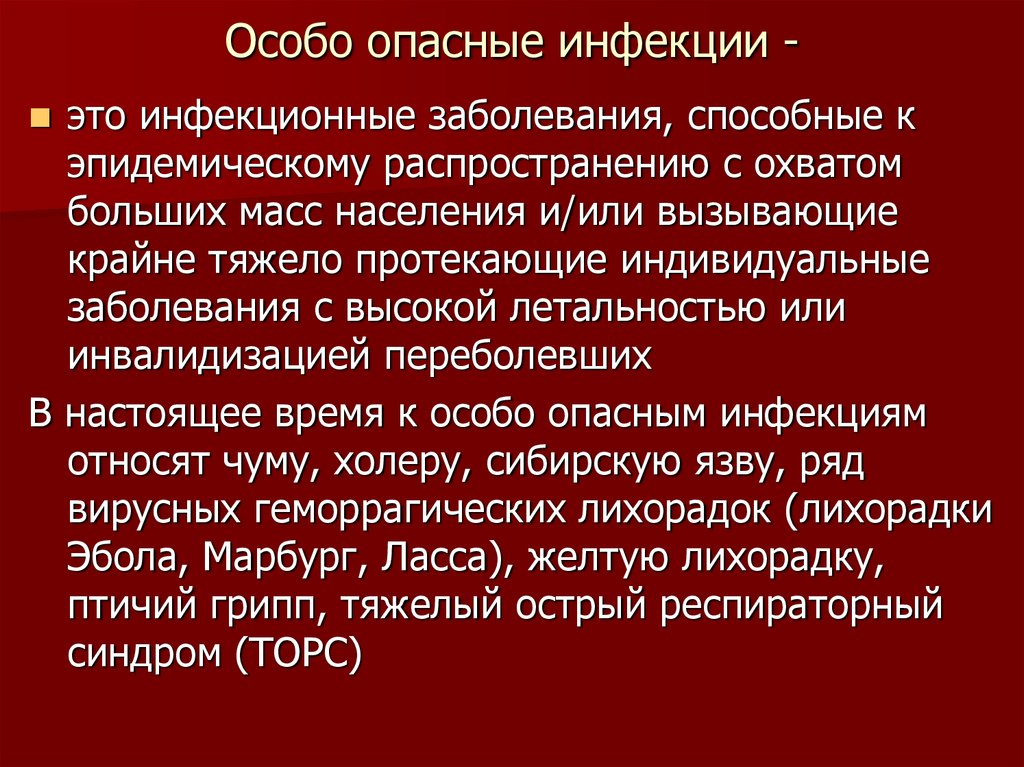 Особо опасные инфекции -
это инфекционные заболевания, способные к
эпидемическому распространению с охватом
больших масс населения и/или вызывающие
крайне тяжело протекающие индивидуальные
заболевания с высокой летальностью или
инвалидизацией переболевших
В настоящее время к особо опасным инфекциям
относят чуму, холеру, сибирскую язву, ряд
вирусных геморрагических лихорадок (лихорадки
Эбола, Марбург, Ласса), желтую лихорадку,
птичий грипп, тяжелый острый респираторный
синдром (ТОРС)